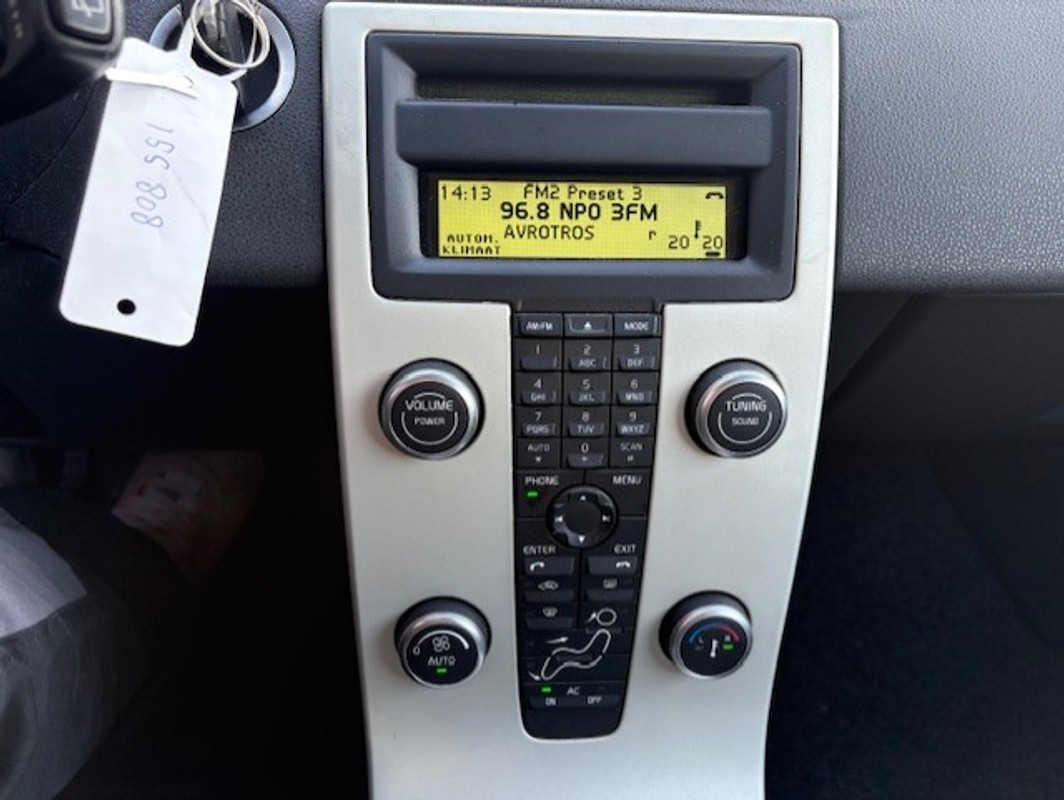 155 808
14:13 FM2 Preset 3
96.8 NPO 3FM
AVROTROS
AUTOM. r 20 20
KLIMAAT
AM/FM MODE
1 2 3
ABC DEF
4 5 6
GHI JKL MNO
7 8 9
PQRS TUV WXYZ
AUTO 0 SCAN
* + #
VOLUME
POWER
TUNING
SOUND
PHONE MENU
ENTER EXIT
0
AUTO
L R
AC
ON OFF